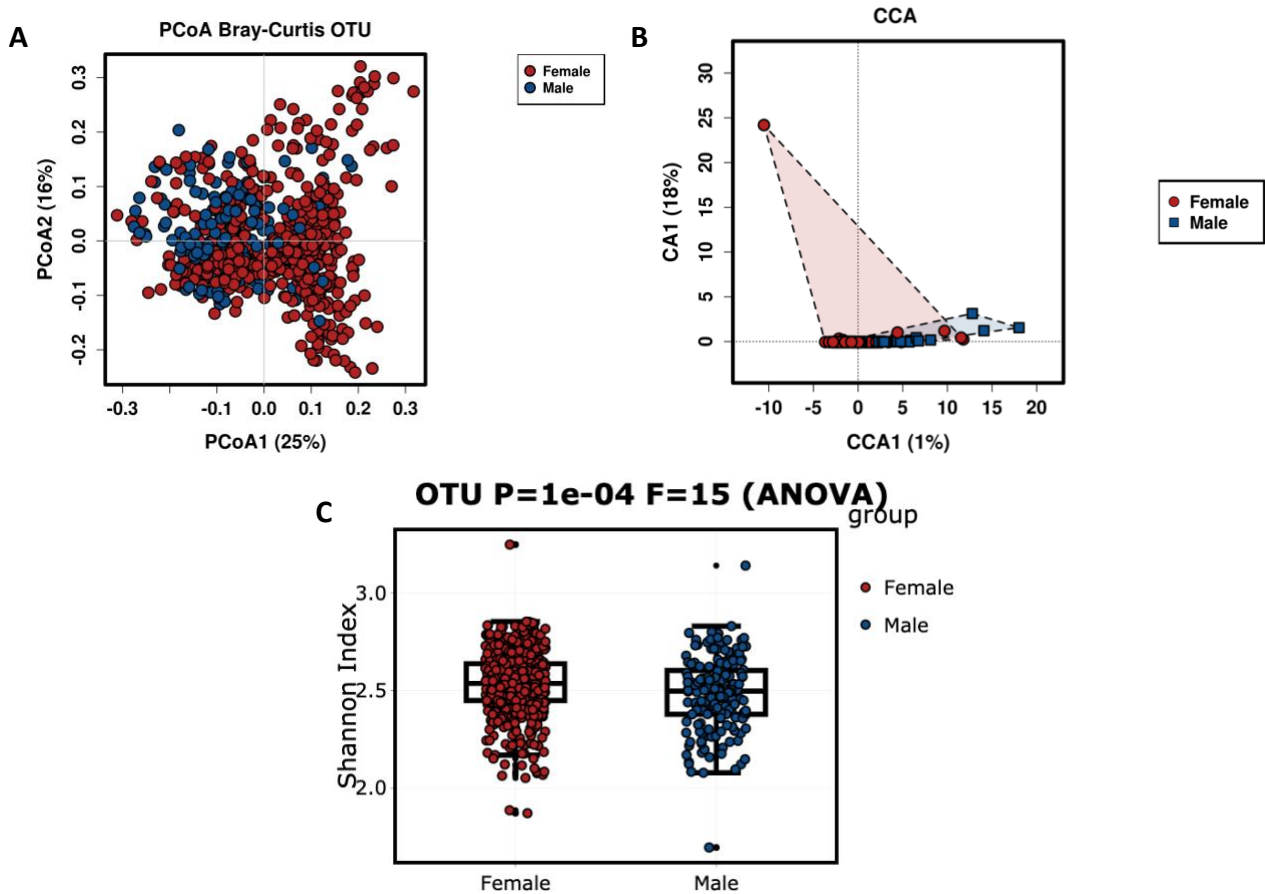 A
PCoA Bray-Curtis OTU
Female
Male
0.3
0.2
0.1
0.0
-0.1
-0.2
PCoA2 (16%)
-0.3
-0.1
0.0
0.1
0.2
0.3
PCoA1 (25%)
B
CCA
Female
Male
30
25
20
15
10
5
0
CA1 (18%)
-10
-5
0
5
10
15
20
CCA1 (1%)
C
OTU P=1e-04 F=15 (ANOVA)
group
Female
Male
3.0
2.5
2.0
Shannon Index
Female
Male